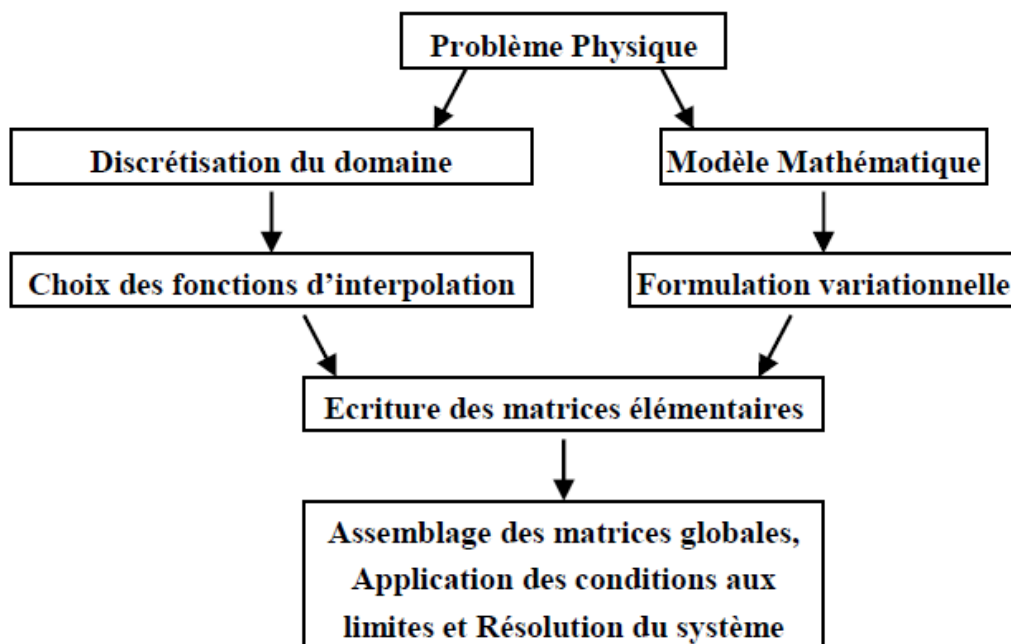 Problème Physique
Discrétisation du domaine
Modèle Mathématique
Choix des fonctions d'interpolation
Formulation variationnelle
Ecriture des matrices élémentaires
Assemblage des matrices globales,
Application des conditions aux
limites et Résolution du système